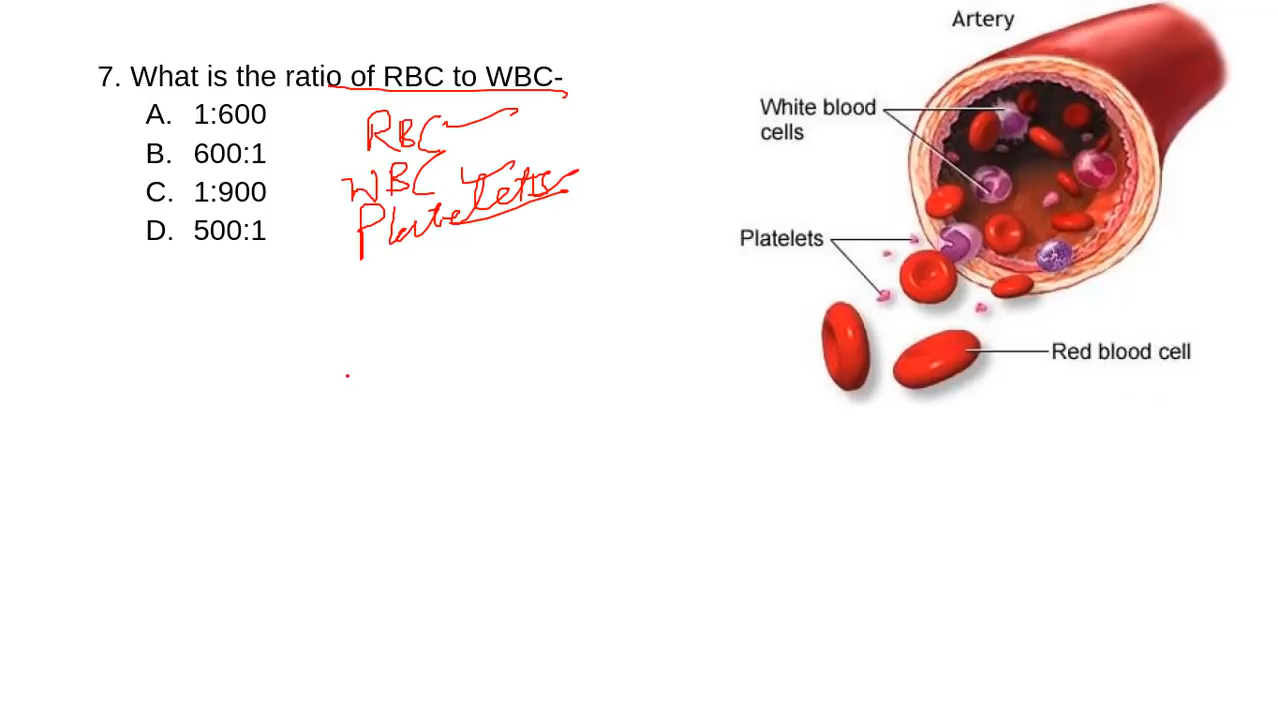 7. What is the ratio of RBC to WBC-
A. 1:600
B. 600:1
C. 1:900
D. 500:1
RBC
WBC
Platelets
Artery
White blood
cells
Platelets
Red blood cell